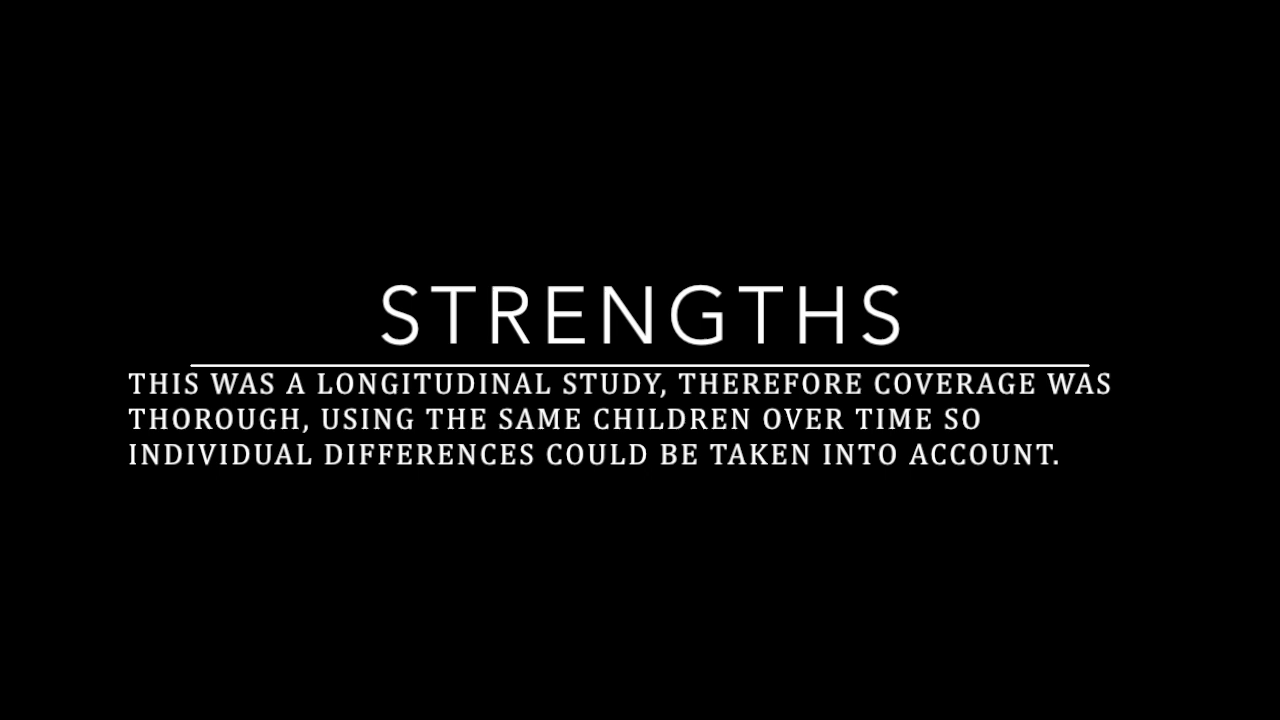 STRENGTHS
THIS WAS A LONGITUDINAL STUDY, THEREFORE COVERAGE WAS
THOROUGH, USING THE SAME CHILDREN OVER TIME SO
INDIVIDUAL DIFFERENCES COULD BE TAKEN INTO ACCOUNT.